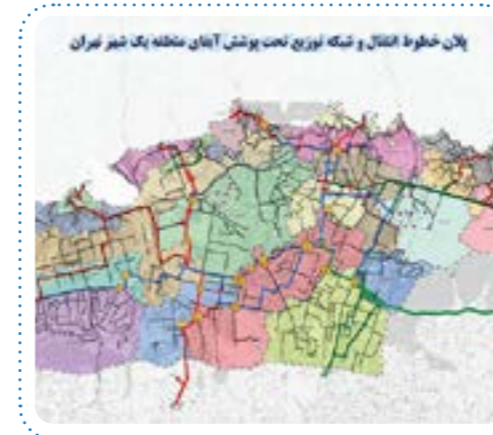 پلان خطوط انتقال و شبکه توزیع تحت پوشش آبفای منطقه یک شهر تهران